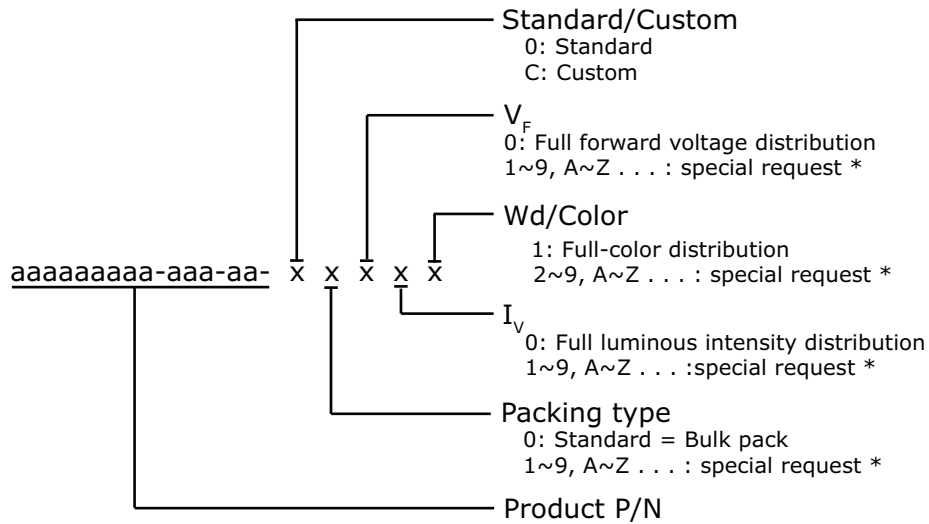 Standard/Custom
0: Standard
C: Custom
VF
0: Full forward voltage distribution
1~9, A~Z . . . : special request *
Wd/Color
1: Full-color distribution
2~9, A~Z . . . : special request *
aaaaaaaaa-aaa-aa- x x x x x
IV
0: Full luminous intensity distribution
1~9, A~Z . . . :special request *
Packing type
0: Standard = Bulk pack
1~9, A~Z . . . : special request *
Product P/N